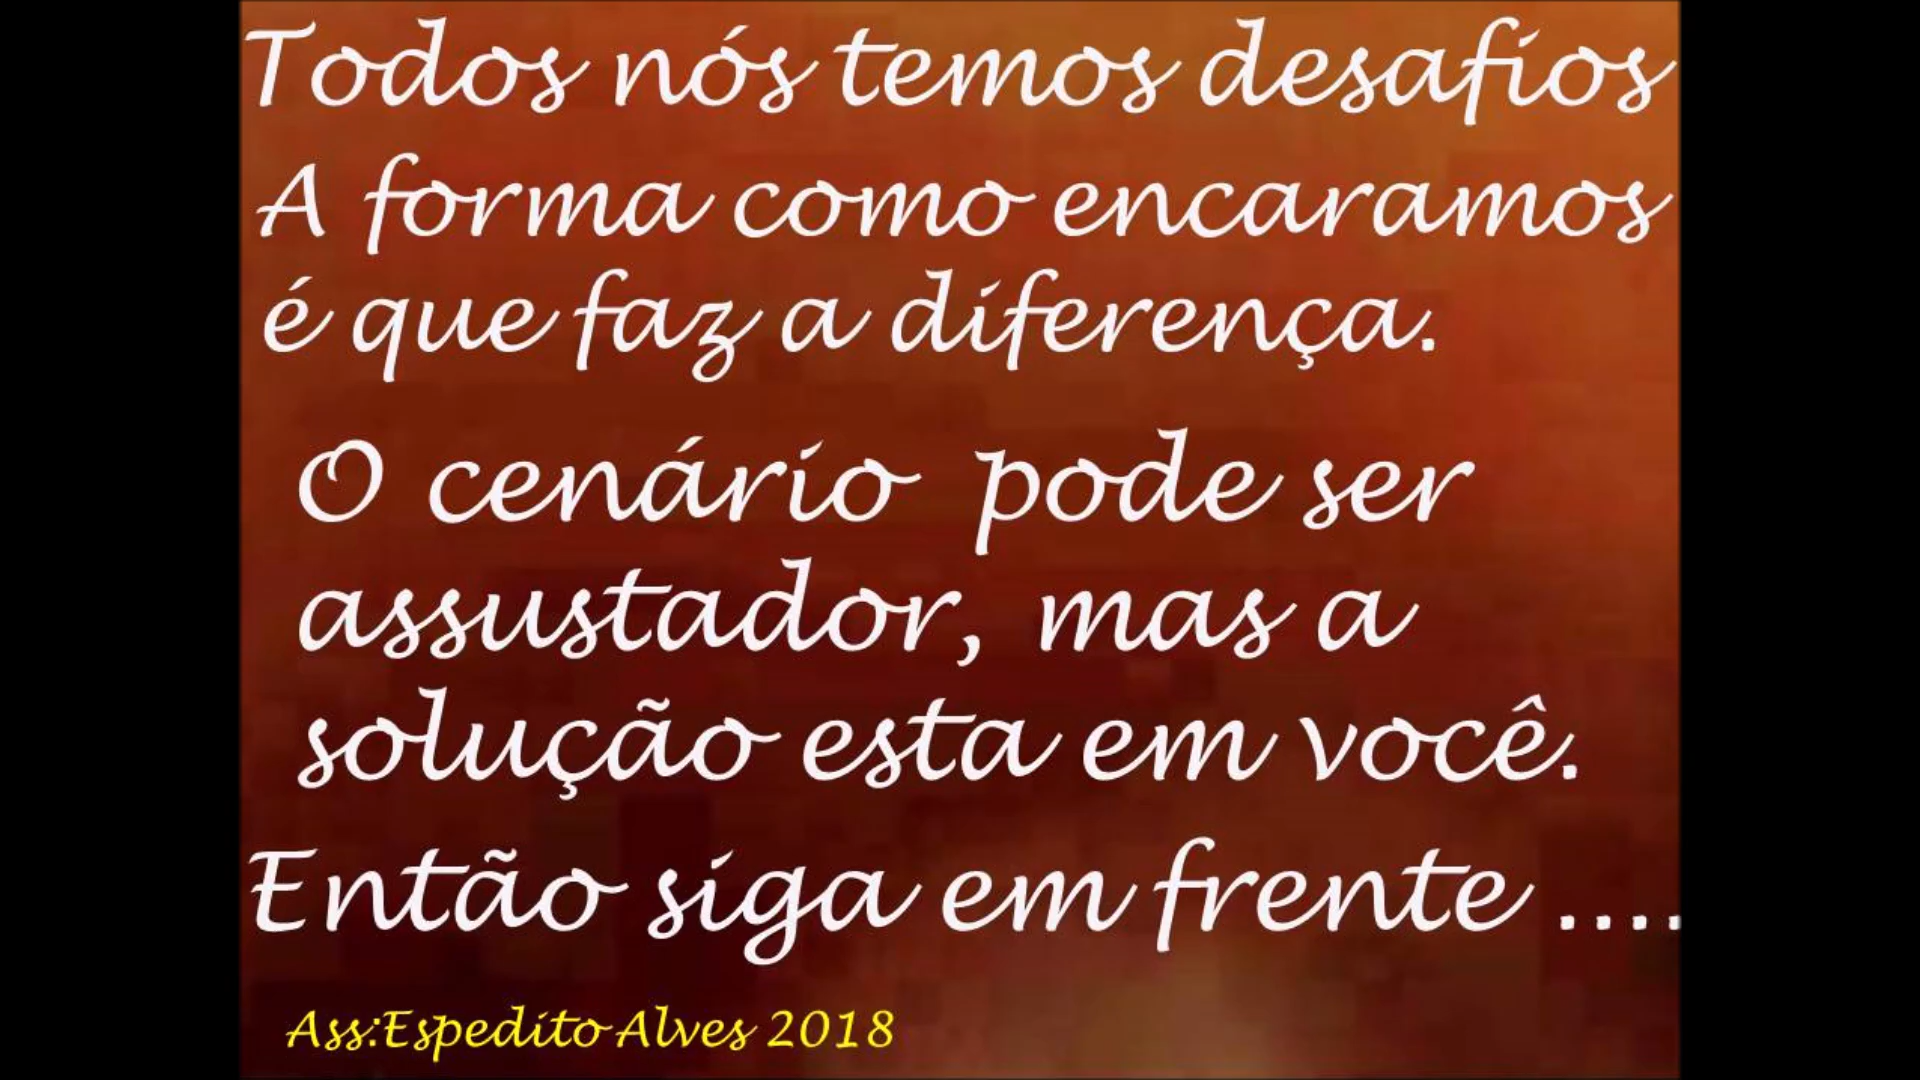 Todos nós temos desafios
A forma como encaramos
é que faz a diferença.
O cenário pode ser
assustador, mas a
solução esta em você.
Então siga em frente ....
Ass:Espedito Alves 2018